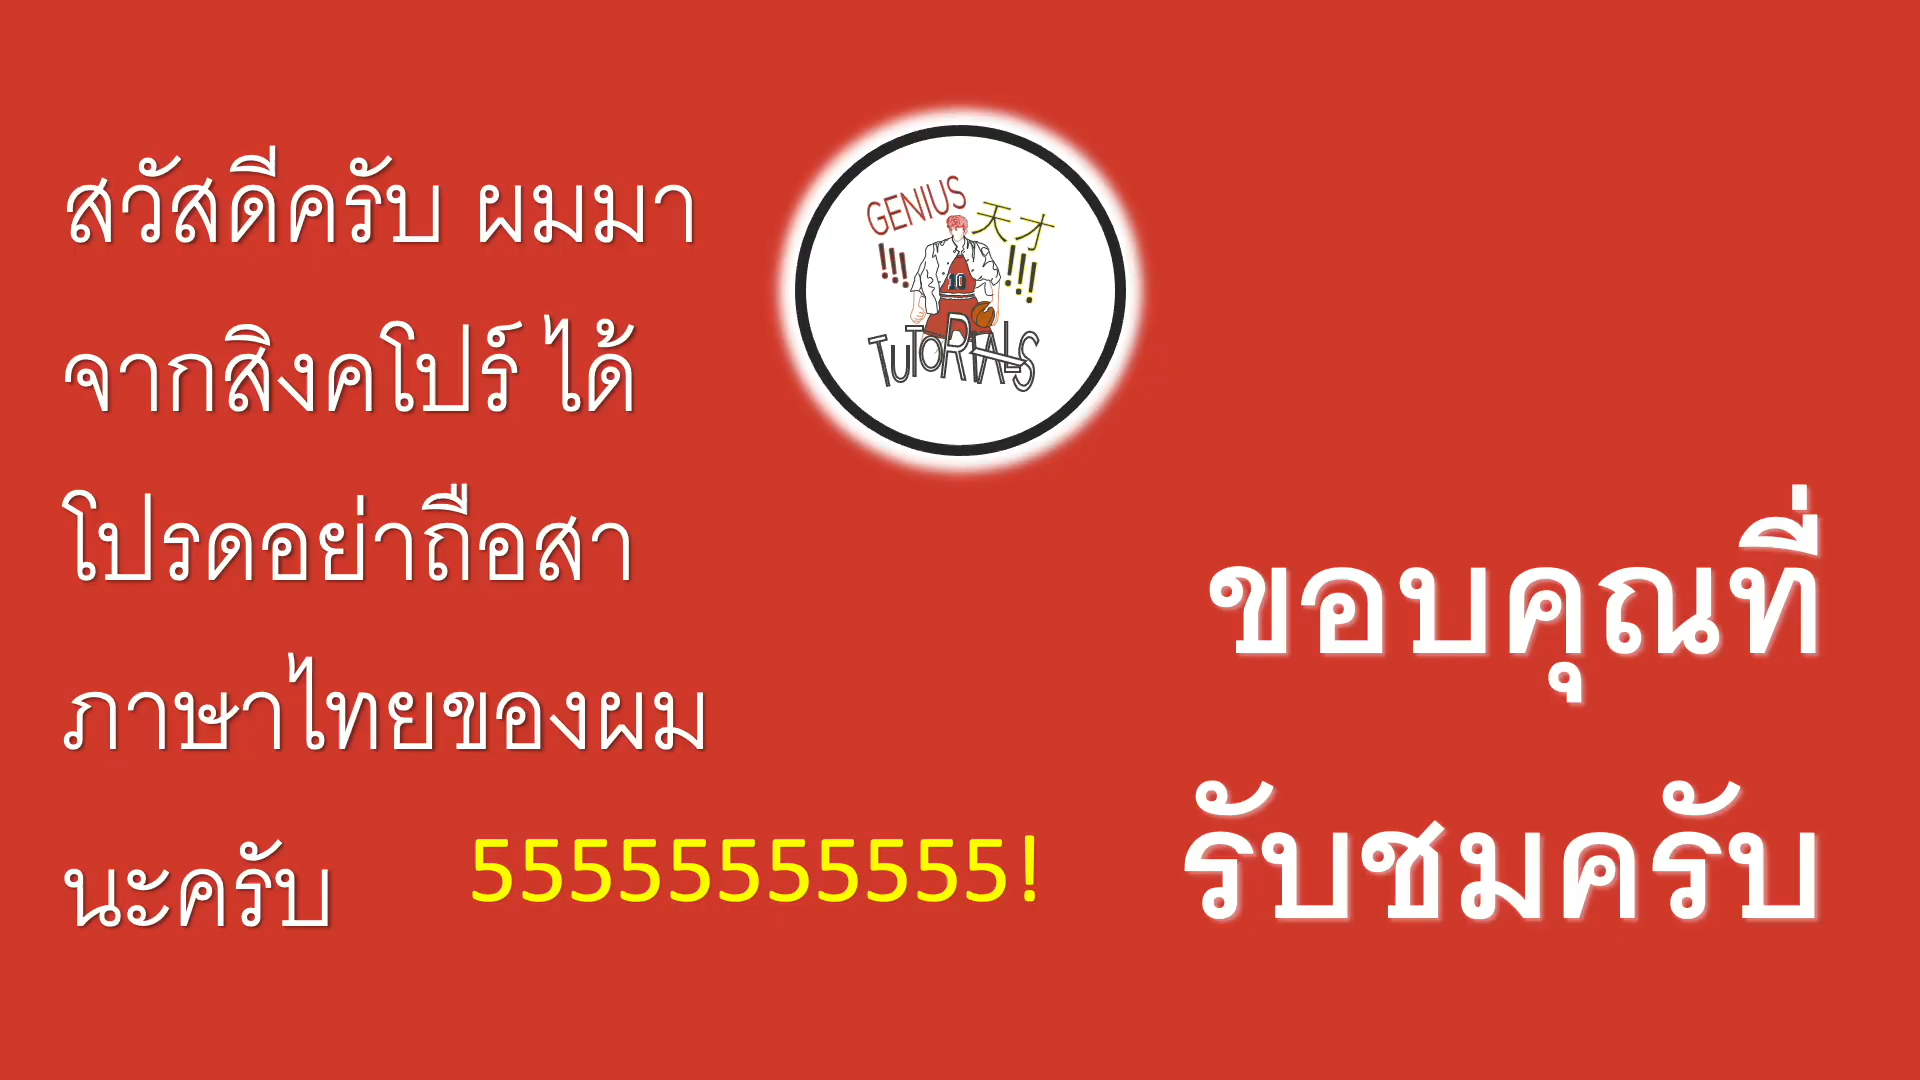 สวัสดีครับ ผมมา
จากสิงคโปร์ ได้
โปรดอย่าถือสา
ภาษาไทยของผม
นะครับ
55555555555!
GENIUS
天才
!!!
!!!
10
TUTORIALS
ขอบคุณที่
รับชมครับ